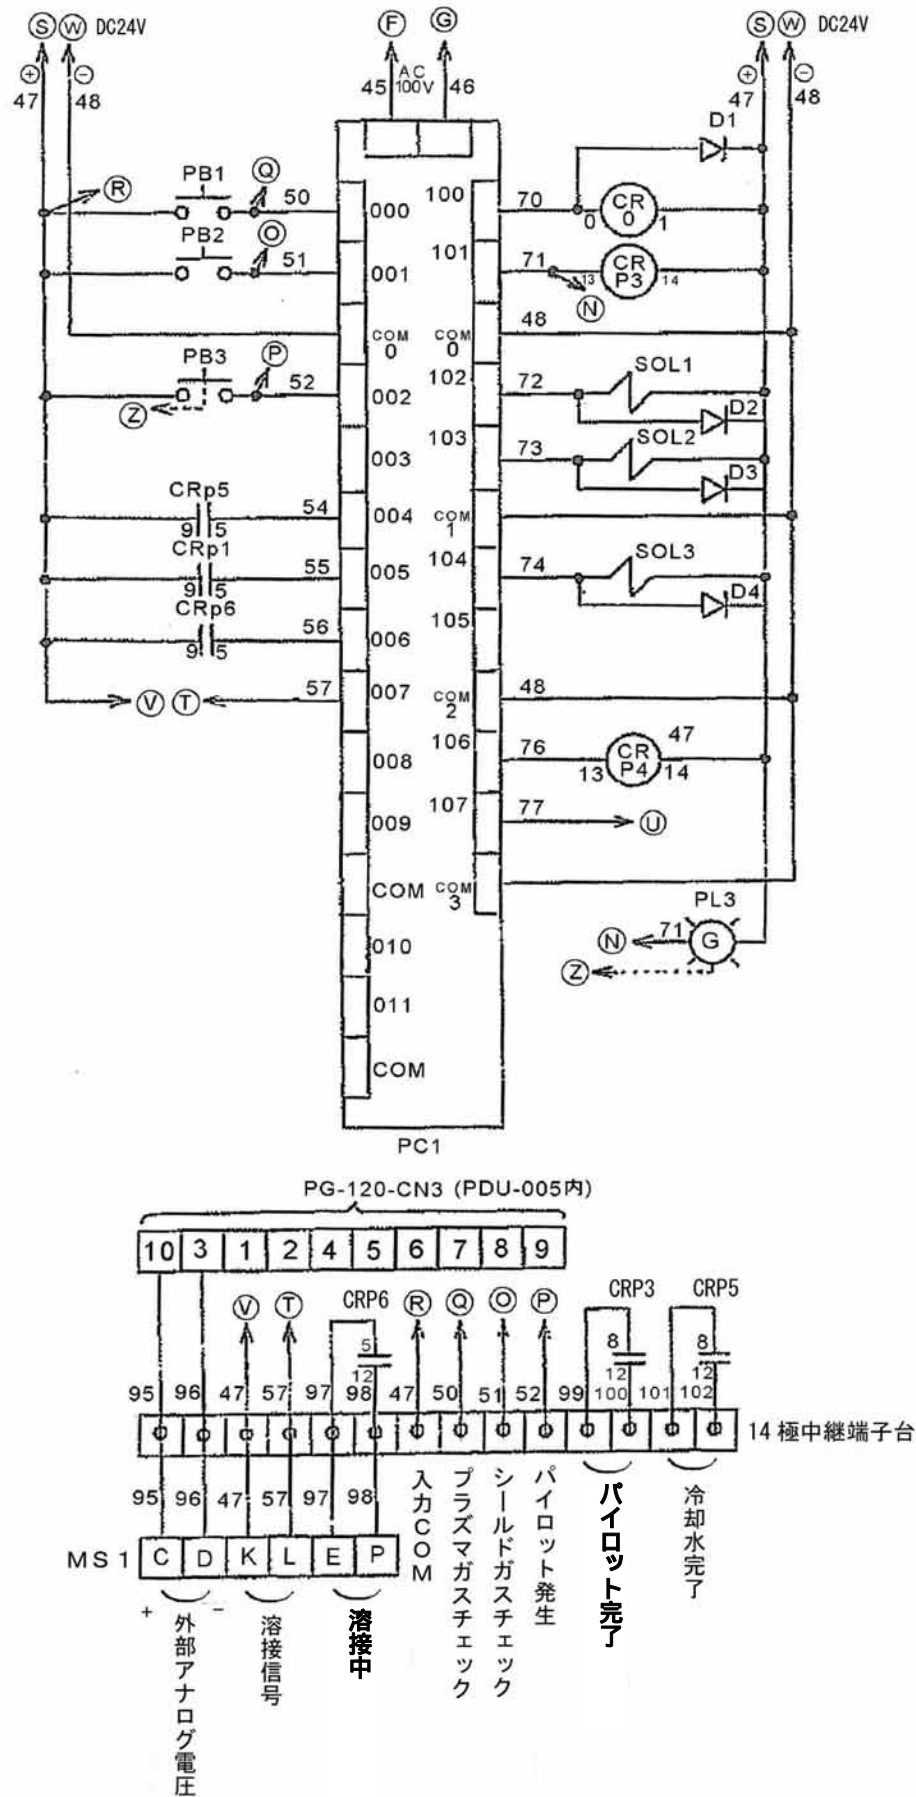 S W DC24V
F G
S W DC24V
+ −
47 48
45 AC 100V 46
+ −
47 48
D1
R
PB1 Q 50 000
100 70 0 CR 0 1
PB2 O 51 001
101 71 13 CR P3 14
N
COM 0
COM 0 48
PB3 P 52 002
Z
102 72 SOL1
D2
003
103 73 SOL2
D3
CRp5 54 004
9 5
COM 1
CRp1 55 005
9 5
104 74 SOL3
D4
CRp6 56 006
9 5
105
V T 57 007
COM 2 48
008
106 76 13 CR P4 14 47
009
107 77 U
COM
COM 3
PL3
010
N 71 G
Z
011
COM
PC1
PG-120-CN3 (PDU-005内)
10 3 1 2 4 5 6 7 8 9
V T CRP6 R Q O P CRP3 CRP5
5 8 8
12 12 12
95 96 47 57 97 98 47 50 51 52 99 100 101 102
14極中継端子台
95 96 47 57 97 98
MS1 C D K L E P
+ −
外部アナログ電圧
溶接信号
溶接中
入力COM
プラズマガスチェック
シールドガスチェック
パイロット発生
パイロット完了
冷却水完了